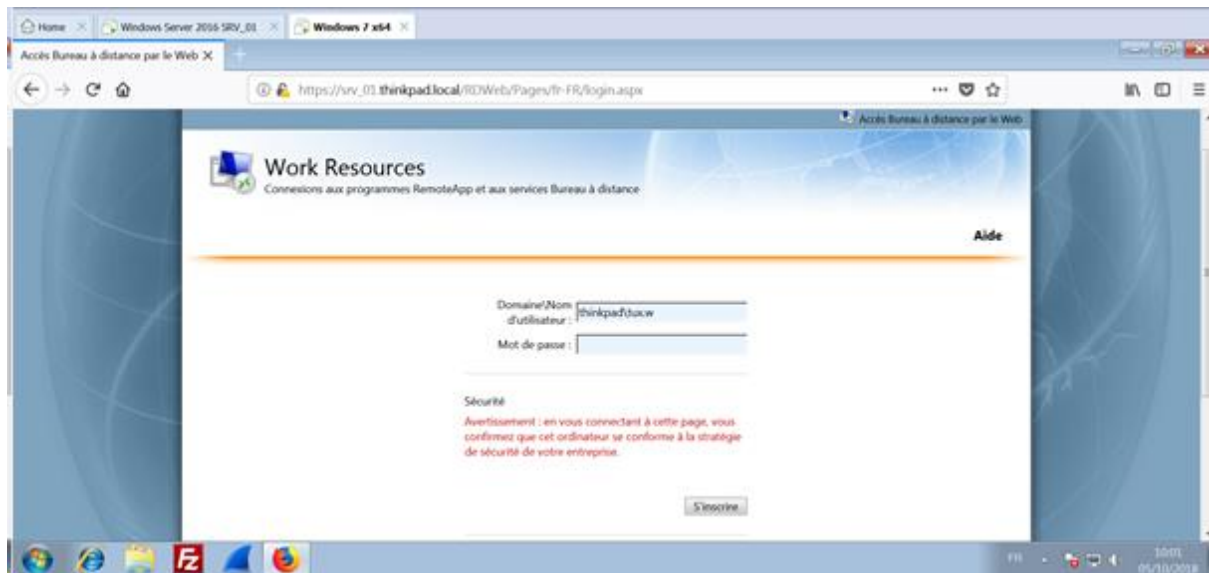 Home
Windows Server 2016 SRV_01
Windows 7 x64
Accès Bureau à distance par le Web
https://srv_01.thinkpad.local/RDWeb/Pages/fr-FR/login.aspx
Accès Bureau à distance par le Web
Work Resources
Connexions aux programmes RemoteApp et aux services Bureau à distance
Aide
Domaine\Nom
d'utilisateur :
thinkpad\tux.w
Mot de passe :
Sécurité
Avertissement : en vous connectant à cette page, vous
confirmez que cet ordinateur se conforme à la stratégie
de sécurité de votre entreprise.
S'inscrire
Fz
FR
10:01
05/10/2018